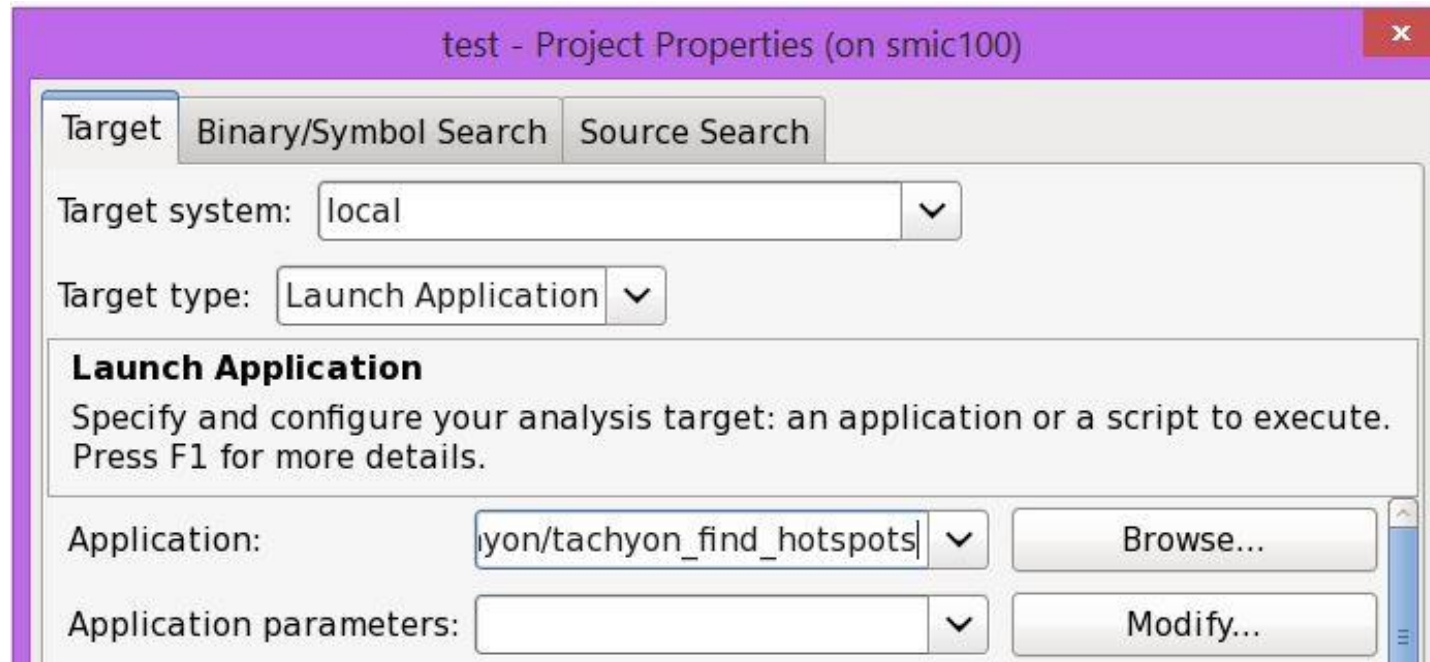 test - Project Properties (on smic100)
x
Target Binary/Symbol Search Source Search
Target system: local
Target type: Launch Application
Launch Application
Specify and configure your analysis target: an application or a script to execute.
Press F1 for more details.
Application: yon/tachyon_find_hotspots Browse...
Application parameters: Modify...